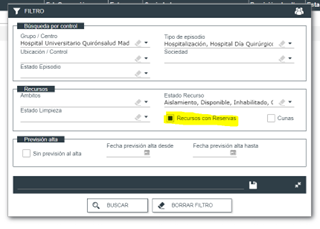 FILTRO
Búsqueda por control
Grupo / Centro
Tipo de episodio
Hospital Universitario Quirónsalud Mad
Hospitalización, Hospital Día Quirúrgico
Ubicación / Control
Sociedad
Estado Episodio
Recursos
Ámbitos
Estado Recurso
Aislamiento, Disponible, Inhabilitado, C
Estado Limpieza
Recursos con Reservas
Cunas
Previsión alta
Sin previsión al alta
Fecha previsión alta desde
Fecha previsión alta hasta
BUSCAR
BORRAR FILTRO